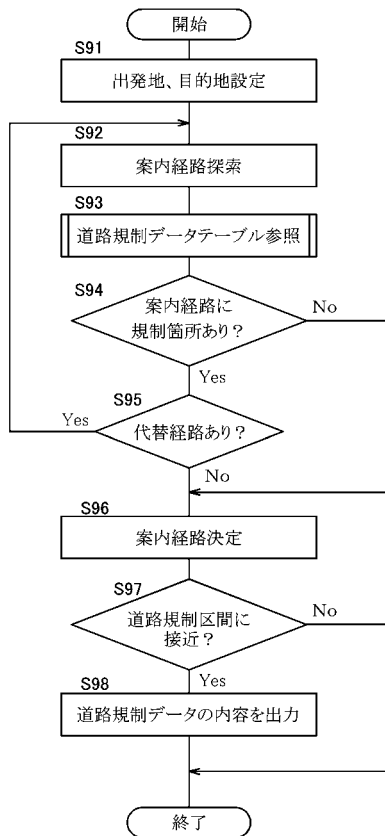 開始
S91
出発地、目的地設定
S92
案内経路探索
S93
道路規制データテーブル参照
S94
案内経路に
規制箇所あり?
No
Yes
S95
代替経路あり?
Yes
No
S96
案内経路決定
S97
道路規制区間に
接近?
No
Yes
S98
道路規制データの内容を出力
終了